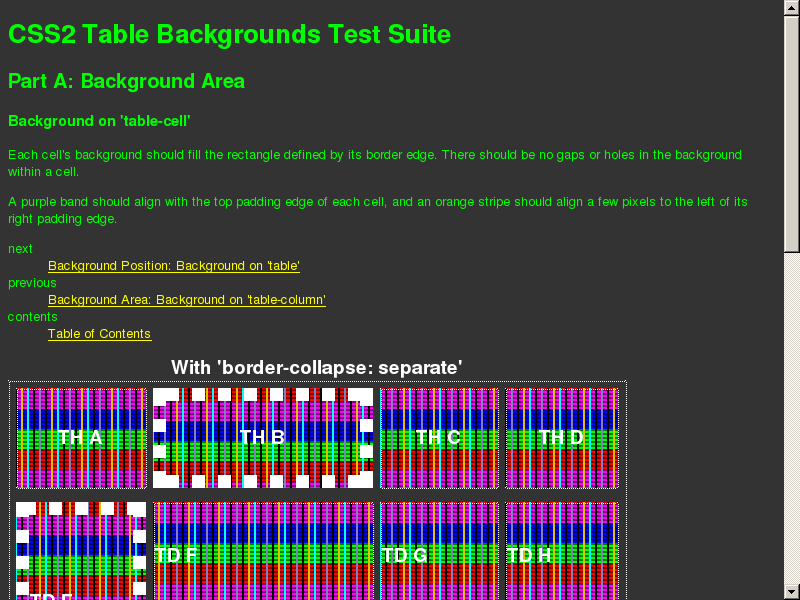 CSS2 Table Backgrounds Test Suite
Part A: Background Area
Background on 'table-cell'
Each cell's background should fill the rectangle defined by its border edge. There should be no gaps or holes in the background
within a cell.
A purple band should align with the top padding edge of each cell, and an orange stripe should align a few pixels to the left of its
right padding edge.
next
Background Position: Background on 'table'
previous
Background Area: Background on 'table-column'
contents
Table of Contents
With 'border-collapse: separate'
TH A TH B TH C TH D
TD F TD G TD H
TD E